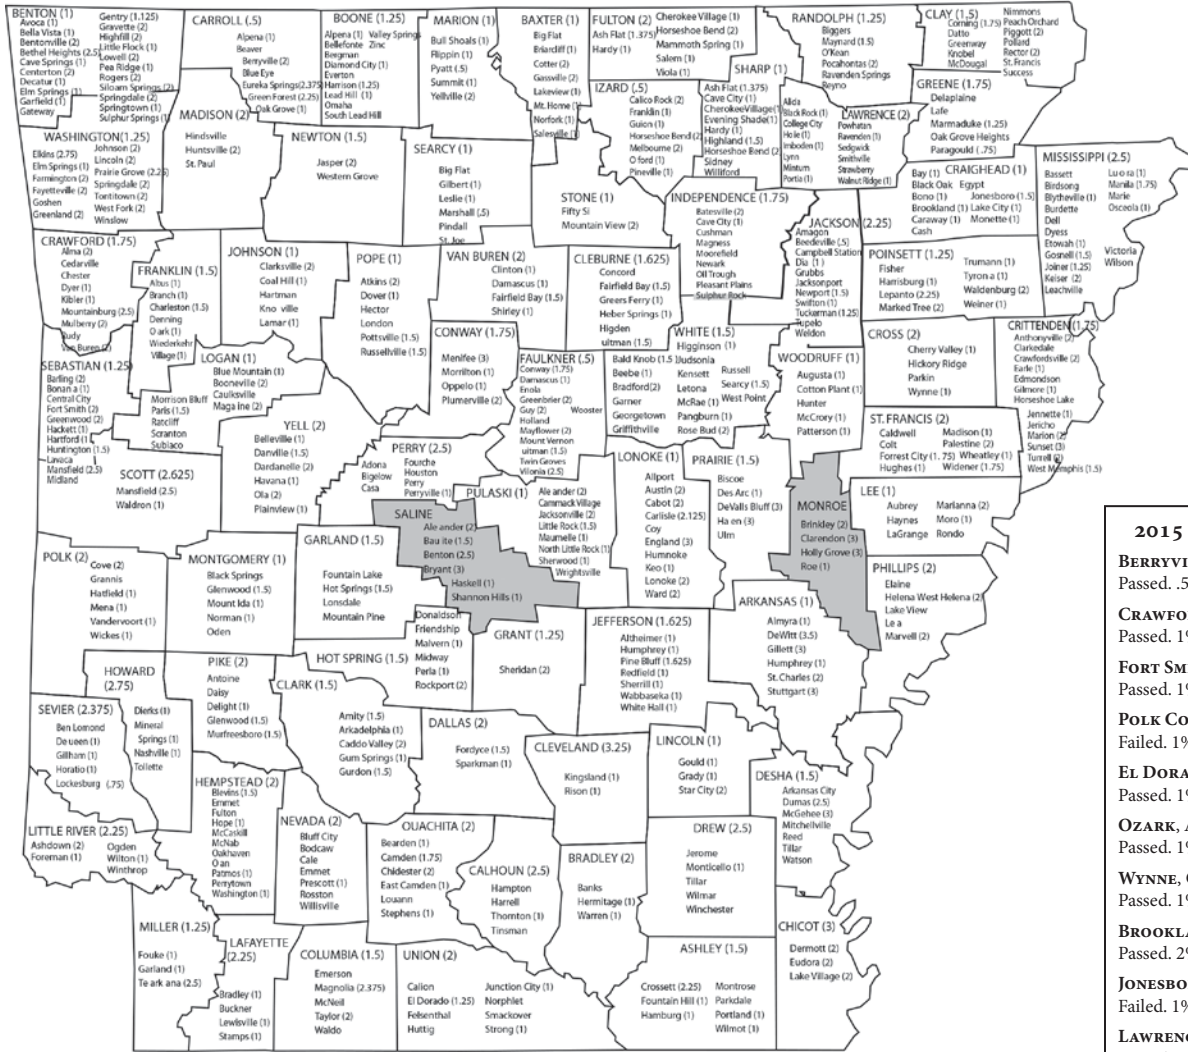 BENTON (1)
Avoca (1)
Bella Vista (1)
Bentonville (2)
Bethel Heights (2.5)
Cave Springs (1)
Centerton (2)
Decatur (1)
Elm Springs (1)
Garfield (1)
Gateway
Gentry (1.125)
Gravette (2)
Highfill (2)
Little Flock (1)
Lowell (2)
Pea Ridge (1)
Rogers (2)
Siloam Springs (2)
Springdale (2)
Springtown (1)
Sulphur Springs (1)
CARROLL (.5)
Alpena (1)
Beaver
Berryville (2)
Blue Eye
Eureka Springs (2.375)
Green Forest (2.25)
Oak Grove (1)
BOONE (1.25)
Alpena (1) Valley Springs
Bellefonte Zinc
Bergman
Diamond City (1)
Everton
Harrison (1.25)
Lead Hill (1)
Omaha
South Lead Hill
MARION (1)
Bull Shoals (1)
Flippin (1)
Pyatt (.5)
Summit (1)
Yellville (2)
BAXTER (1)
Big Flat
Briarcliff (1)
Cotter (2)
Gassville (2)
Lakeview (1)
Mt. Home (1)
Norfork (1)
Salesville (1)
FULTON (2)
Ash Flat (1.375)
Hardy (1)
Cherokee Village (1)
Horseshoe Bend (2)
Mammoth Spring (1)
Salem (1)
Viola (1)
RANDOLPH (1.25)
Biggers
Maynard (1.5)
O'Kean
Pocahontas (2)
Ravenden Springs
Reyno
CLAY (1.5)
Corning (1.75)
Datto
Greenway
Knobel
McDougal
Nimmons
Peach Orchard
Piggott (2)
Pollard
Rector (2)
St. Francis
Success
MADISON (2)
Hindsville
Huntsville (2)
St. Paul
WASHINGTON(1.25)
Elkins (2.75)
Elm Springs (1)
Farmington (2)
Fayetteville (2)
Goshen
Greenland (2)
Johnson (2)
Lincoln (2)
Prairie Grove (2.25)
Springdale (2)
Tontitown (2)
West Fork (2)
Winslow
NEWTON (1.5)
Jasper (2)
Western Grove
SEARCY (1)
Big Flat
Gilbert (1)
Leslie (1)
Marshall (.5)
Pindall
St. Joe
IZARD (.5)
Calico Rock (2)
Franklin (1)
Guion (1)
Horseshoe Bend (2)
Melbourne (2)
O ford (1)
Pineville (1)
SHARP (1)
Ash Flat (1.375)
Cave City (1)
CherokeeVillage(1)
Evening Shade(1)
Hardy (1)
Highland (1.5)
Horseshoe Bend (2)
Sidney
Williford
LAWRENCE (2)
Alida
Black Rock (1)
College City
Hoxie (1)
Imboden (1)
Lynn
Minturn
Portia (1)
Powhatan
Ravenden (1)
Sedgwick
Smithville
Strawberry
Walnut Ridge (1)
GREENE (1.75)
Delaplaine
Lafe
Marmaduke (1.25)
Oak Grove Heights
Paragould (.75)
CRAIGHEAD (1)
Bay (1)
Black Oak Egypt
Bono (1) Jonesboro (1.5)
Brookland (1) Lake City (1)
Caraway (1) Monette (1)
Cash
MISSISSIPPI (2.5)
Bassett
Birdsong
Blytheville (1)
Burdette
Dell
Dyess
Etowah (1)
Gosnell (1.5)
Joiner (1.25)
Keiser (2)
Leachville
Lu o ra (1)
Manila (1.75)
Marie
Osceola (1)
Victoria
Wilson
STONE (1)
Fifty Si
Mountain View (2)
INDEPENDENCE (1.75)
Batesville (2)
Cave City (1)
Cushman
Magness
Moorefield
Newark
Oil Trough
Pleasant Plains
Sulphur Rock
JACKSON (2.25)
Amagon
Beedeville (.5)
Campbell Station
Dia (1)
Grubbs
Jacksonport
Newport (1.5)
Swifton (1)
Tuckerman (1.25)
Tupelo
Weldon
POINSETT (1.25)
Fisher
Harrisburg (1)
Lepanto (2.25)
Marked Tree (2)
Trumann (1)
Tyron a (1)
Waldenburg (2)
Weiner (1)
CRAWFORD (1.75)
Alma (2)
Cedarville
Chester
Dyer (1)
Kibler (1)
Mountainburg (2.5)
Mulberry (2)
Rudy
Van Buren (2)
FRANKLIN (1.5)
Altus (1)
Branch (1)
Charleston (1.5)
Denning
O ark (1)
Wiederkehr
Village (1)
JOHNSON (1)
Clarksville (2)
Coal Hill (1)
Hartman
Kno ville
Lamar (1)
POPE (1)
Atkins (2)
Dover (1)
Hector
London
Pottsville (1.5)
Russellville (1.5)
VAN BUREN (2)
Clinton (1)
Damascus (1)
Fairfield Bay (1.5)
Shirley (1)
CLEBURNE (1.625)
Concord
Fairfield Bay (1.5)
Greers Ferry (1)
Heber Springs (1)
Higden
uitman (1.5)
CONWAY (1.75)
Menifee (3)
Morrilton (1)
Oppelo (1)
Plumerville (2)
FAULKNER (.5)
Conway (1.75)
Damascus (1)
Enola
Greenbrier (2)
Guy (2) Wooster
Holland
Mayflower (2)
Mount Vernon
uitman (1.5)
Twin Groves
Vilonia (2.5)
WHITE (1.5)
Bald Knob (1.5)
Beebe (1)
Bradford(2)
Garner
Georgetown
Griffithville
Higginson (1)
Judsonia
Kensett
Letona
McRae (1)
Pangburn (1)
Rose Bud (2)
Russell
Searcy (1.5)
West Point
WOODRUFF (1)
Augusta (1)
Cotton Plant (1)
Hunter
McCrory (1)
Patterson (1)
CROSS (2)
Cherry Valley (1)
Hickory Ridge
Parkin
Wynne (1)
CRITTENDEN (1.75)
Anthonyville (2)
Clarkedale
Crawfordsville (2)
Earle (1)
Edmondson
Gilmore (1)
Horseshoe Lake
Jennette (1)
Jericho
Marion (2)
Sunset (3)
Turrell (2)
West Memphis (1.5)
SEBASTIAN (1.25)
Barling (2)
Bonan a (1)
Central City
Fort Smith (2)
Greenwood (2)
Hackett (1)
Hartford (1)
Huntington (1.5)
Lavaca
Mansfield (2.5)
Midland
LOGAN (1)
Blue Mountain (1)
Booneville (2)
Caulksville
Maga ine (2)
Morrison Bluff
Paris (1.5)
Ratcliff
Scranton
Subiaco
SCOTT (2.625)
Mansfield (2.5)
Waldron (1)
YELL (2)
Belleville (1)
Danville (1.5)
Dardanelle (2)
Havana (1)
Ola (2)
Plainview (1)
PERRY (2.5)
Adona
Bigelow
Casa
Fourche
Houston
Perry
Perryville (1)
ST. FRANCIS (2)
Caldwell
Colt
Forrest City (1.75)
Hughes (1)
Madison (1)
Palestine (2)
Wheatley (1)
Widener (1.75)
PULASKI (1)
Ale ander (2)
Cammack Village
Jacksonville (2)
Little Rock (1.5)
Maumelle (1)
North Little Rock (1)
Sherwood (1)
Wrightsville
LONOKE (1)
Allport
Austin (2)
Cabot (2)
Carlisle (2.125)
Coy
England (3)
Humnoke
Keo (1)
Lonoke (2)
Ward (2)
PRAIRIE (1.5)
Biscoe
Des Arc (1)
DeValls Bluff (3)
Ha en (3)
Ulm
MONROE
Brinkley (2)
Clarendon (3)
Holly Grove (3)
Roe (1)
LEE (1)
Aubrey
Haynes
LaGrange
Marianna (2)
Moro (1)
Rondo
SALINE
Ale ander (2)
Bau ite (1.5)
Benton (2.5)
Bryant (3)
Haskell (1)
Shannon Hills (1)
GARLAND (1.5)
Fountain Lake
Hot Springs (1.5)
Lonsdale
Mountain Pine
MONTGOMERY (1)
Black Springs
Glenwood (1.5)
Mount Ida (1)
Norman (1)
Oden
POLK (2)
Cove (2)
Grannis
Hatfield (1)
Mena (1)
Vandervoort (1)
Wickes (1)
PHILLIPS (2)
Elaine
Helena West Helena (2)
Lake View
Le a
Marvell (2)
ARKANSAS (1)
Almyra (1)
DeWitt (3.5)
Gillett (3)
Humphrey (1)
St. Charles (2)
Stuttgart (3)
JEFFERSON (1.625)
Altheimer (1)
Humphrey (1)
Pine Bluff (1.625)
Redfield (1)
Sherrill (1)
Wabbaseka (1)
White Hall (1)
GRANT (1.25)
Sheridan (2)
HOT SPRING (1.5)
Donaldson
Friendship
Malvern (1)
Midway
Perla (1)
Rockport (2)
HOWARD
(2.75)
Dierks (1)
Mineral
Springs (1)
Nashville (1)
Tollette
PIKE (2)
Antoine
Daisy
Delight (1)
Glenwood (1.5)
Murfreesboro (1.5)
CLARK (1.5)
Amity (1.5)
Arkadelphia (1)
Caddo Valley (2)
Gum Springs (1)
Gurdon (1.5)
SEVIER (2.375)
Ben Lomond
De ueen (1)
Gillham (1)
Horatio (1)
Lockesburg (.75)
DALLAS (2)
Fordyce (1.5)
Sparkman (1)
CLEVELAND (3.25)
Kingsland (1)
Rison (1)
LINCOLN (1)
Gould (1)
Grady (1)
Star City (2)
DESHA (1.5)
Arkansas City
Dumas (2.5)
McGehee (3)
Mitchellville
Reed
Tillar
Watson
HEMPSTEAD (2)
Blevins (1.5)
Emmet
Fulton
Hope (1)
McCaskill
McNab
Oakhaven
O an
Patmos (1)
Perrytown
Washington (1)
LITTLE RIVER (2.25)
Ashdown (2)
Foreman (1)
Ogden
Wilton (1)
Winthrop
NEVADA (2)
Bluff City
Bodcaw
Cale
Emmet
Prescott (1)
Rosston
Willisville
OUACHITA (2)
Bearden (1)
Camden (1.75)
Chidester (2)
East Camden (1)
Louann
Stephens (1)
CALHOUN (2.5)
Hampton
Harrell
Thornton (1)
Tinsman
BRADLEY (2)
Banks
Hermitage (1)
Warren (1)
DREW (2.5)
Jerome
Monticello (1)
Tillar
Wilmar
Winchester
MILLER (1.25)
Fouke (1)
Garland (1)
Te ark ana (2.5)
LAFAYETTE
(2.25)
Bradley (1)
Buckner
Lewisville (1)
Stamps (1)
COLUMBIA (1.5)
Emerson
Magnolia (2.375)
McNeil
Taylor (2)
Waldo
UNION (2)
Calion
El Dorado (1.25)
Felsenthal
Huttig
Junction City (1)
Norphlet
Smackover
Strong (1)
ASHLEY (1.5)
Crossett (2.25)
Fountain Hill (1)
Hamburg (1)
Montrose
Parkdale
Portland (1)
Wilmot (1)
CHICOT (3)
Dermott (2)
Eudora (2)
Lake Village (2)
2015
BERRYVI
Passed. .5
CRAWFO
Passed. 1%
FORT SM
Passed. 1%
POLK CO
Failed. 1%
EL DORA
Passed. 1%
OZARK, A
Passed. 1%
WYNNE, C
Passed. 1%
BROOKLA
Passed. 2%
JONESBO
Failed. 1%
LAWRENC